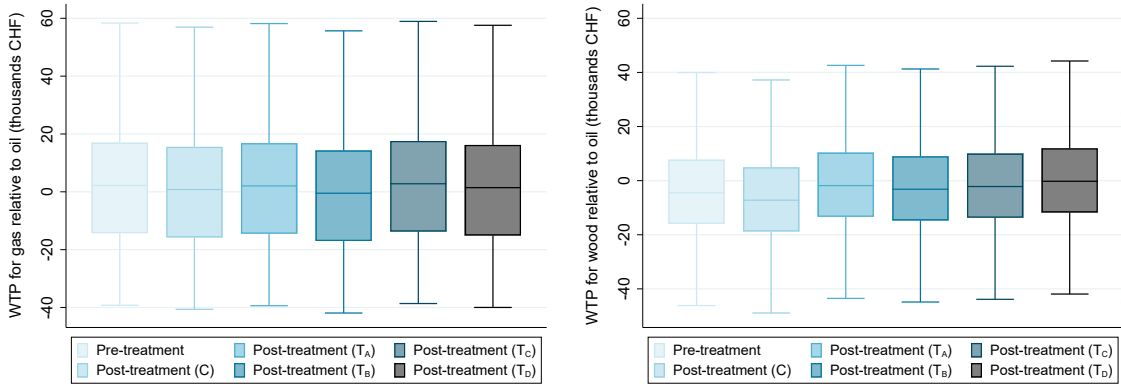 WTP for gas relative to oil (thousands CHF)
60
40
20
0
-20
-40
Pre-treatment
Post-treatment (C)
Post-treatment (TA)
Post-treatment (TB)
Post-treatment (TC)
Post-treatment (TD)
WTP for wood relative to oil (thousands CHF)
60
40
20
0
-20
-40
Pre-treatment
Post-treatment (C)
Post-treatment (TA)
Post-treatment (TB)
Post-treatment (TC)
Post-treatment (TD)